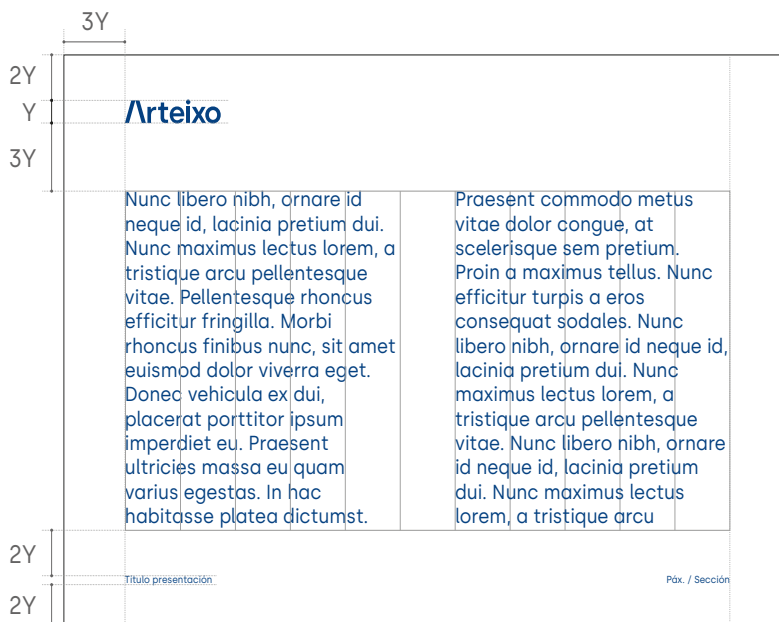 3Y
2Y
Y
3Y
Arteixo
Nunc libero nibh, ornare id
neque id, lacinia pretium dui.
Nunc maximus lectus lorem, a
tristique arcu pellentesque
vitae. Pellentesque rhoncus
efficitur fringilla. Morbi
rhoncus finibus nunc, sit amet
euismod dolor viverra eget.
Donec vehicula ex dui,
placerat porttitor ipsum
imperdiet eu. Praesent
ultricies massa eu quam
varius egestas. In hac
habitasse platea dictumst.
Praesent commodo metus
vitae dolor congue, at
scelerisque sem pretium.
Proin a maximus tellus. Nunc
efficitur turpis a eros
consequat sodales. Nunc
libero nibh, ornare id neque id,
lacinia pretium dui. Nunc
maximus lectus lorem, a
tristique arcu pellentesque
vitae. Nunc libero nibh, ornare
id neque id, lacinia pretium
dui. Nunc maximus lectus
lorem, a tristique arcu
2Y
Título presentación
Páx. / Sección
2Y